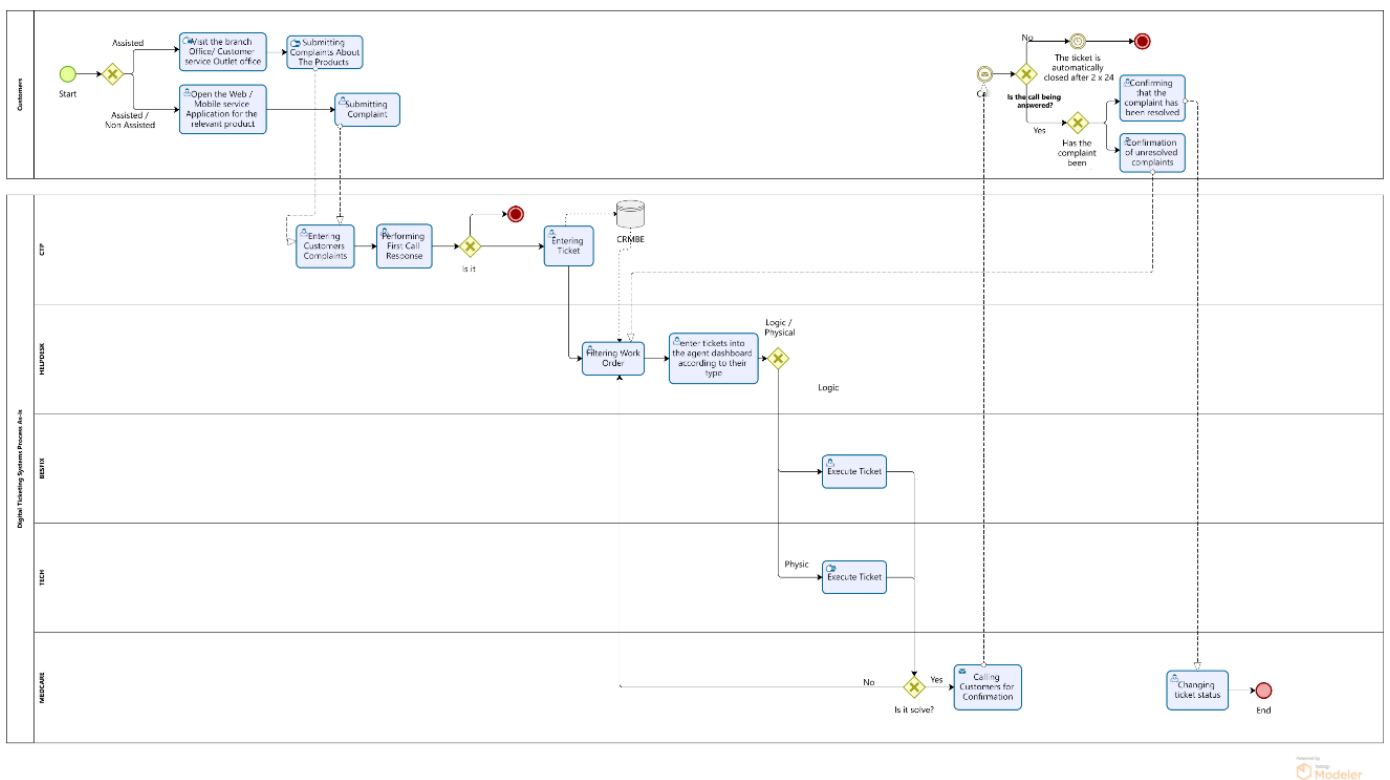 Customers
Start
Assisted
Assisted /
Non Assisted
Visit the branch
Office/ Customer
service Outlet office
Submitting
Complaints About
The Products
Open the Web /
Mobile service
Application for the
relevant product
Submitting
Complaint
Call
No
The ticket is
automatically
closed after 2 x 24
Is the call being
answered?
Yes
Has the
complaint
been
Confirming
that the
complaint has
been resolved
Confirmation
of unresolved
complaints
Digital Ticketing Systems Process As-is
CTP
Entering
Customers
Complaints
Performing
First Call
Response
Is it
Entering
Ticket
CRMBE
HELPDESK
Filtering Work
Order
enter tickets into
the agent dashboard
according to their
type
Logic /
Physical
Logic
BESFIX
Execute Ticket
TECH
Physic
Execute Ticket
MEDCARE
No
Is it solve?
Yes
Calling
Customers for
Confirmation
Changing
ticket status
End
Powered by
Modeler